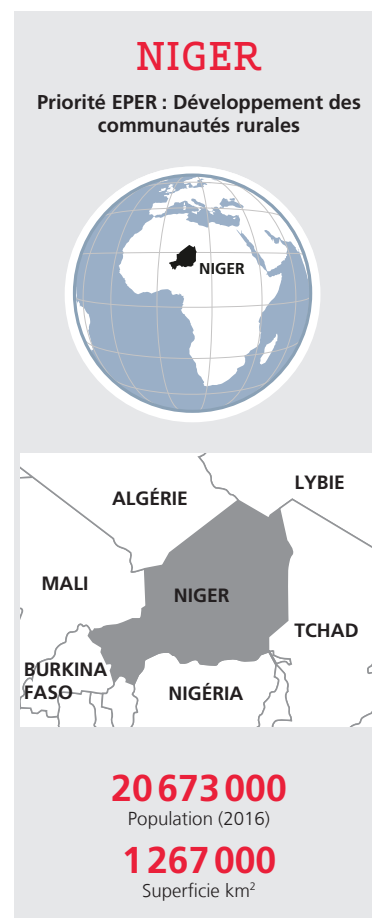 NIGER
Priorité EPER : Développement des
communautés rurales
NIGER
LYBIE
ALGÉRIE
MALI
NIGER
TCHAD
BURKINA
FASO
NIGÉRIA
20 673 000
Population (2016)
1 267 000
Superficie km²